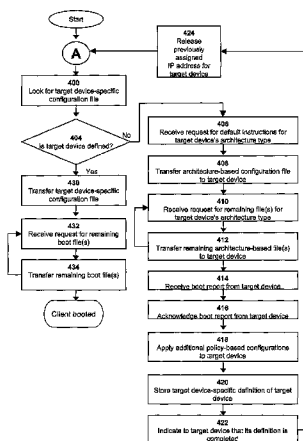 Start
A
424
Release
previously
assigned
IP address for
target device
400
Look for target device-specific
configuration file
404
Is target device defined?
No
Yes
406
Receive request for default instructions for
target device's architecture type
408
Transfer architecture-based configuration file
to target device
410
Receive request for remaining file(s) for
target device's architecture type
412
Transfer remaining architecture-based file(s)
to target device
414
Receive boot report from target device
416
Acknowledge boot report from target device
418
Apply additional policy-based configurations
to target device
420
Store target device-specific definition of target
device
422
Indicate to target device that its definition is
completed
430
Transfer target device-specific
configuration file
432
Receive request for remaining
boot file(s)
434
Transfer remaining boot file(s)
Client booted